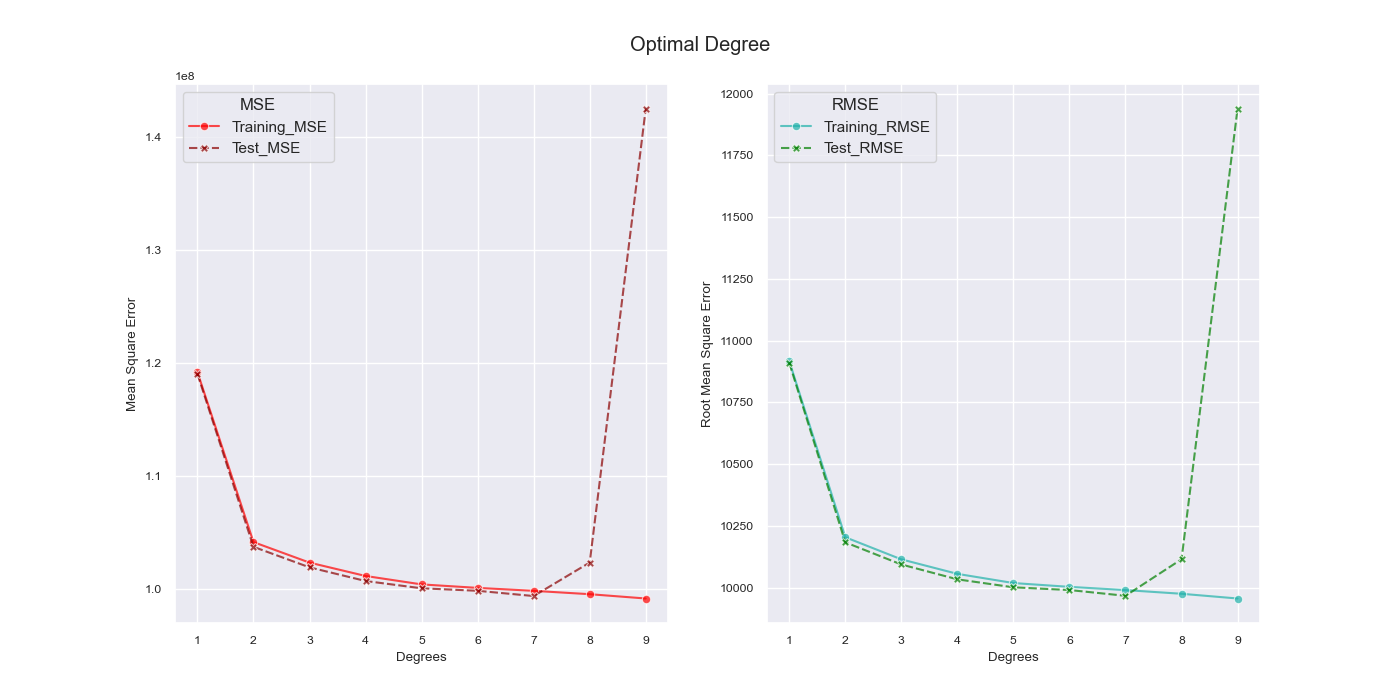 Optimal Degree
1e8
MSE
Training_MSE
Test_MSE
1.4
1.3
1.2
1.1
1.0
Mean Square Error
1 2 3 4 5 6 7 8 9
Degrees
RMSE
Training_RMSE
Test_RMSE
12000
11750
11500
11250
11000
10750
10500
10250
10000
Root Mean Square Error
1 2 3 4 5 6 7 8 9
Degrees